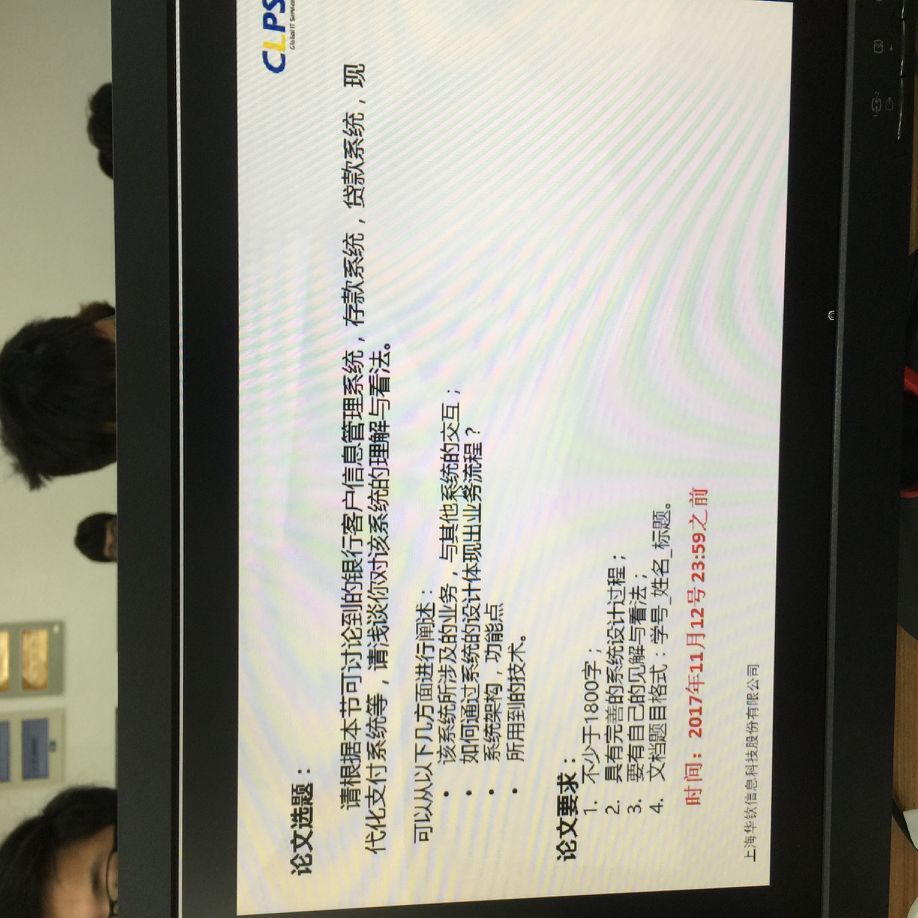 CLPS
Global IT Service
论文选题：
请根据本节可讨论到的银行客户信息管理系统，存款系统，贷款系统，现
代化支付系统等，请浅谈你对该系统的理解与看法。
可以从以下几方面进行阐述：
• 该系统所涉及的业务，与其他系统的交互；
• 如何通过系统的设计体现出业务流程？
• 系统架构，功能点
• 所用到的技术。
论文要求：
1. 不少于1800字；
2. 具有完善的系统设计过程；
3. 要有自己的见解与看法；
4. 文档题目格式：学号_姓名_标题。
时间：2017年11月12号 23:59之前
上海华钦信息科技股份有限公司